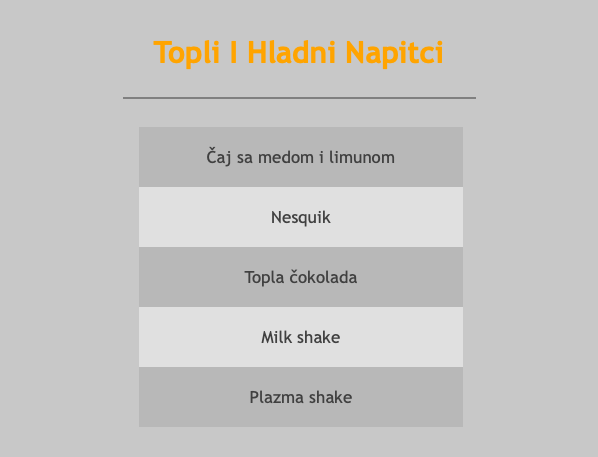 Topli I Hladni Napitci
Čaj sa medom i limunom
Nesquik
Topla čokolada
Milk shake
Plazma shake